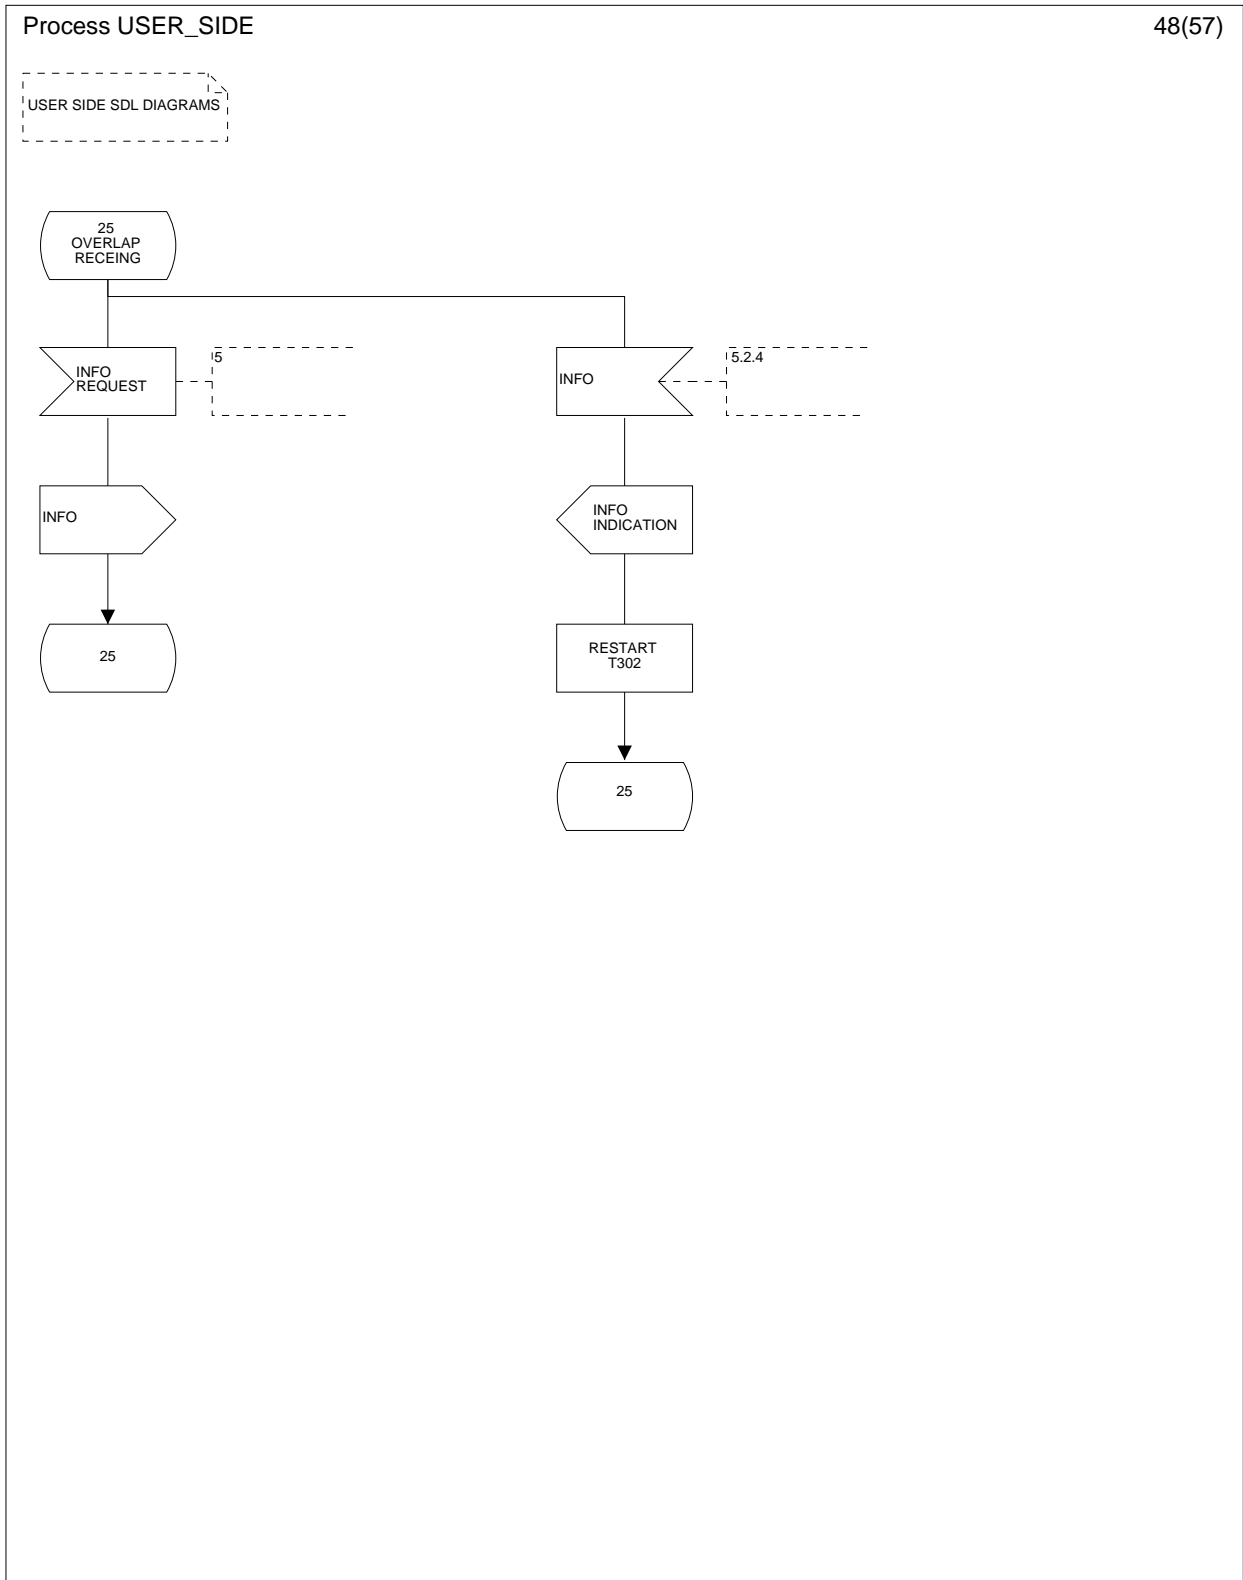 Process USER_SIDE
48(57)
USER SIDE SDL DIAGRAMS
25
OVERLAP
RECEING
INFO
REQUEST
5
INFO
5.2.4
INFO
INFO
INDICATION
25
RESTART
T302
25